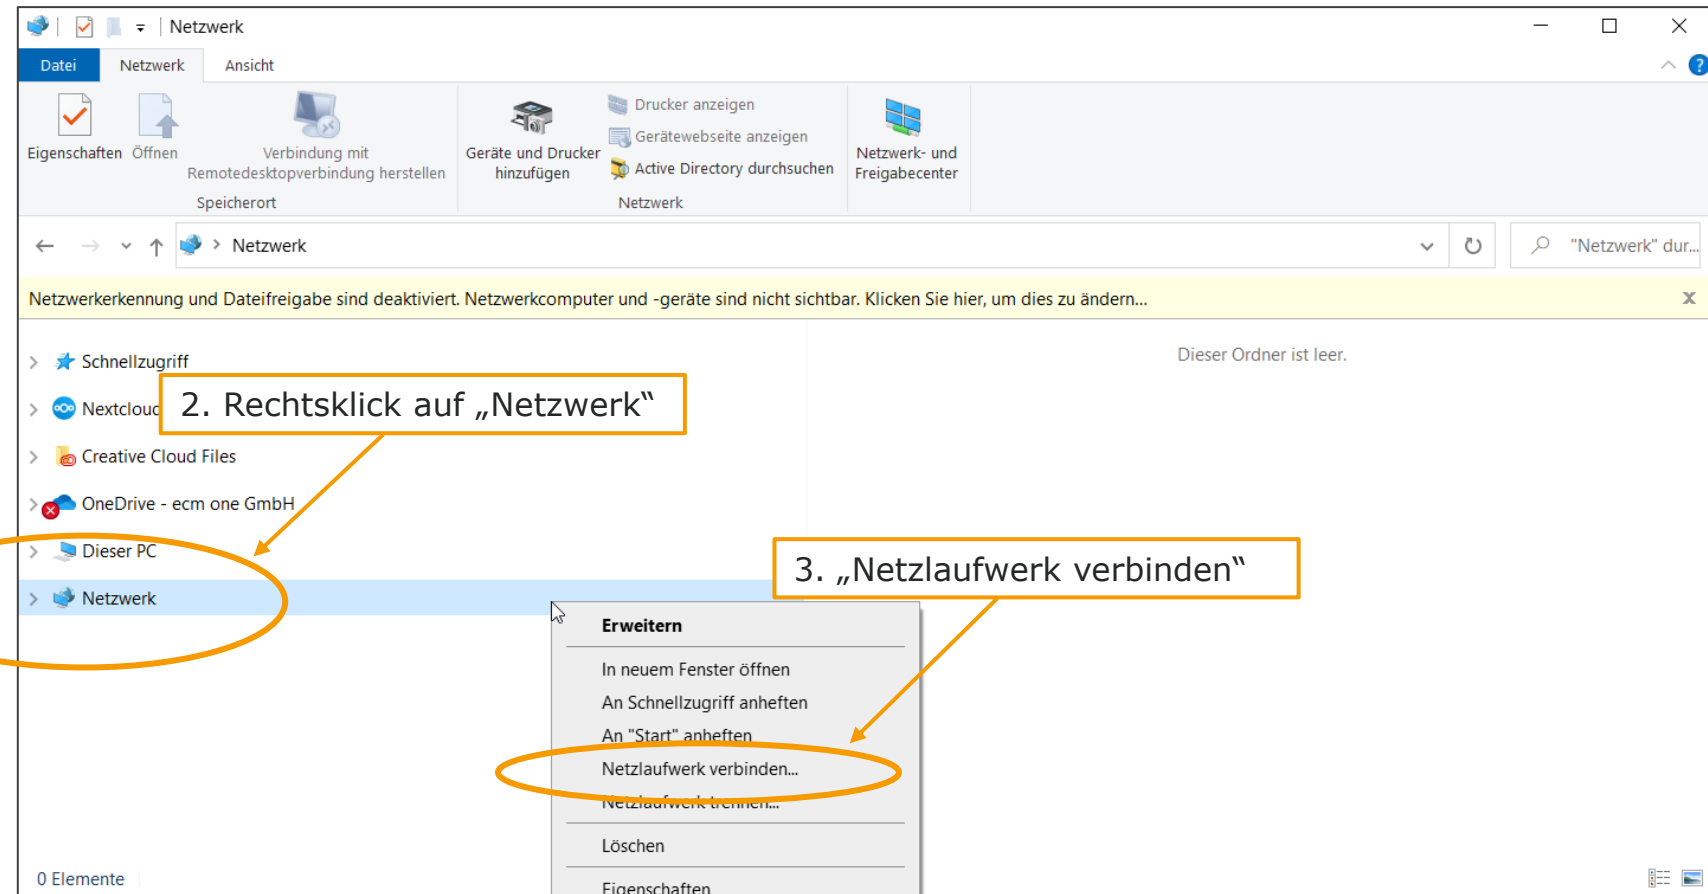 Netzwerk
Datei Netzwerk Ansicht
?
Eigenschaften
Öffnen
Verbindung mit
Remotedesktopverbindung herstellen
Speicherort
Geräte und Drucker
hinzufügen
Drucker anzeigen
Gerätewebseite anzeigen
Active Directory durchsuchen
Netzwerk
Netzwerk- und
Freigabecenter
Netzwerk
"Netzwerk" dur...
Netzwerkerkennung und Dateifreigabe sind deaktiviert. Netzwerkcomputer und -geräte sind nicht sichtbar. Klicken Sie hier, um dies zu ändern...
Schnellzugriff
Dieser Ordner ist leer.
2. Rechtsklick auf „Netzwerk“
Nextcloud
Creative Cloud Files
OneDrive - ecm one GmbH
Dieser PC
3. „Netzlaufwerk verbinden“
Netzwerk
Erweitern
In neuem Fenster öffnen
An Schnellzugriff anheften
An "Start" anheften
Netzlaufwerk verbinden...
Netzlaufwerk trennen...
Löschen
Eigenschaften
0 Elemente